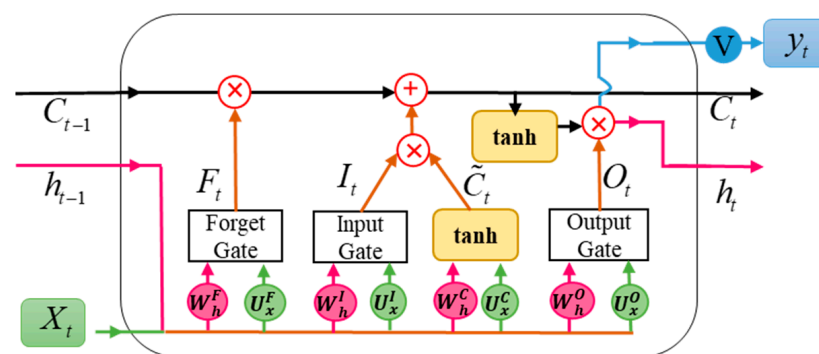 V
y_t
×
+
C_{t-1}
C_t
tanh
×
×
h_{t-1}
F_t
I_t
C̃_t
O_t
h_t
Forget
Gate
Input
Gate
tanh
Output
Gate
W_h^F
U_x^F
W_h^I
U_x^I
W_h^C
U_x^C
W_h^O
U_x^O
X_t